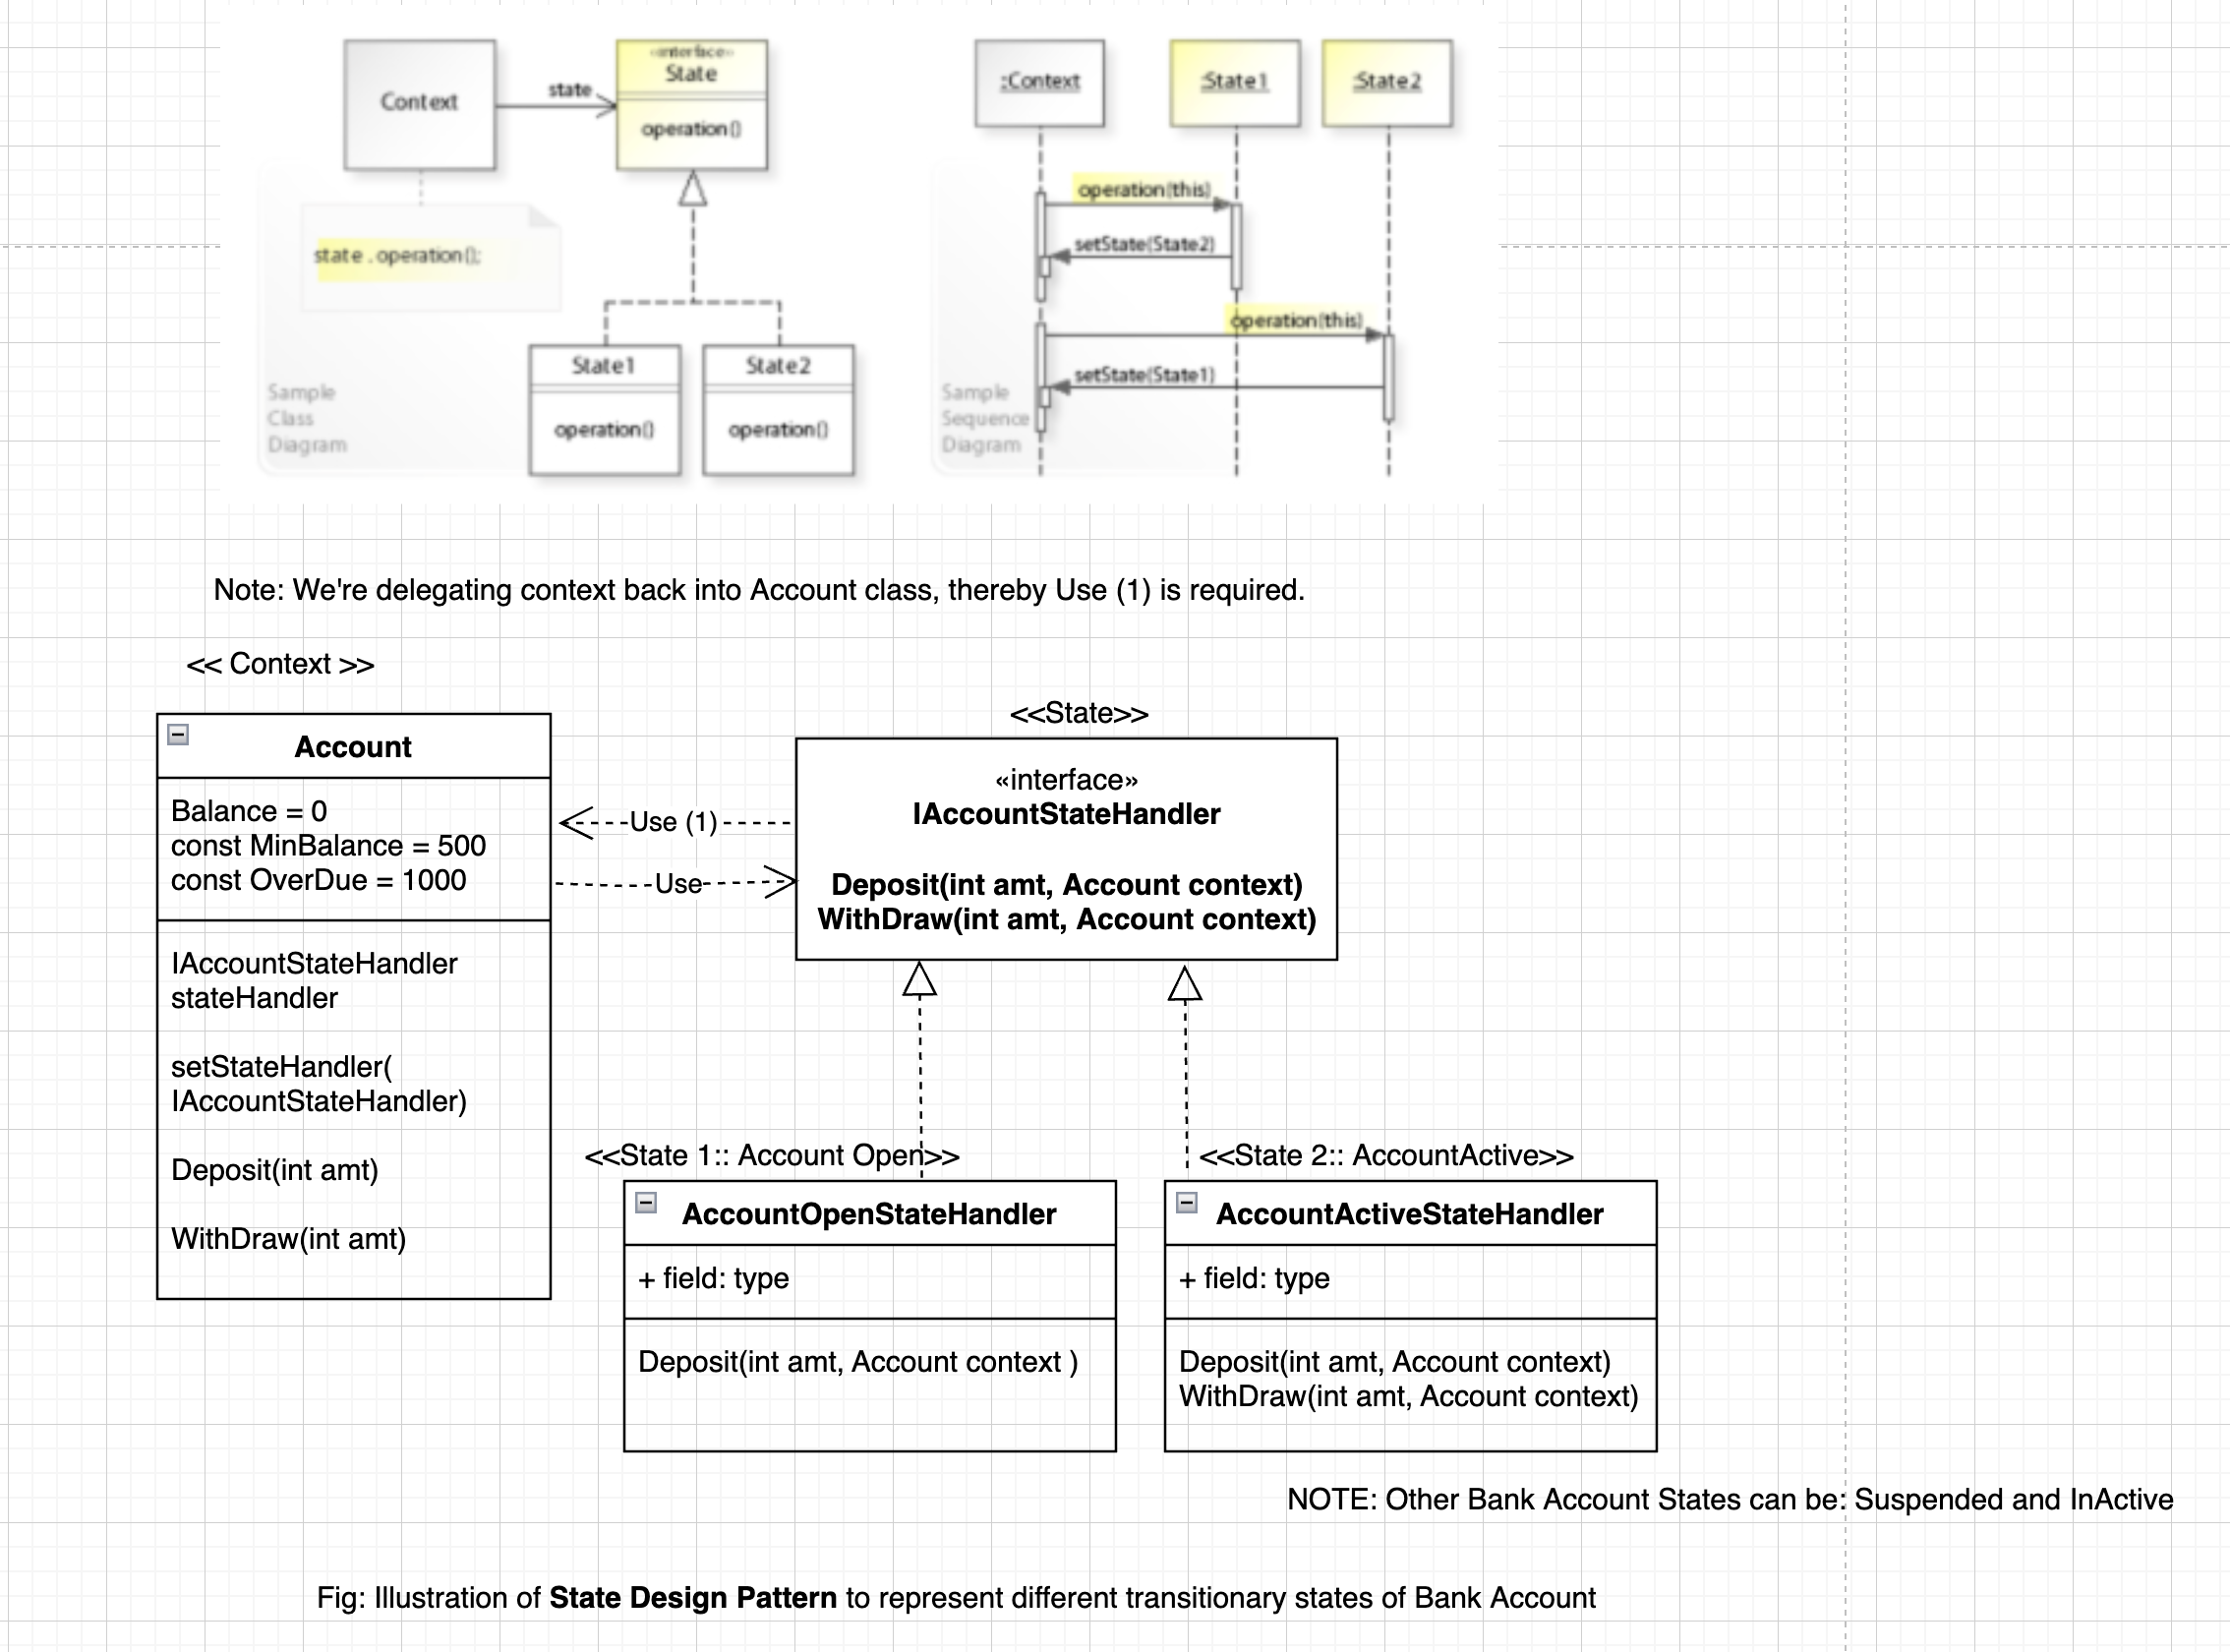 Context
state
«interface»
State
operation()
state . operation();
State1
operation()
State2
operation()
Sample
Class
Diagram
:Context
:State1
:State2
operation(this)
setState(State2)
operation(this)
setState(State1)
Sample
Sequence
Diagram
Note: We're delegating context back into Account class, thereby Use (1) is required.
<< Context >>
Account
Balance = 0
const MinBalance = 500
const OverDue = 1000
IAccountStateHandler
stateHandler
setStateHandler(
IAccountStateHandler)
Deposit(int amt)
WithDraw(int amt)
Use (1)
Use
<<State>>
«interface»
IAccountStateHandler
Deposit(int amt, Account context)
WithDraw(int amt, Account context)
<<State 1:: Account Open>>
AccountOpenStateHandler
+ field: type
Deposit(int amt, Account context )
<<State 2:: AccountActive>>
AccountActiveStateHandler
+ field: type
Deposit(int amt, Account context)
WithDraw(int amt, Account context)
NOTE: Other Bank Account States can be: Suspended and InActive
Fig: Illustration of State Design Pattern to represent different transitionary states of Bank Account